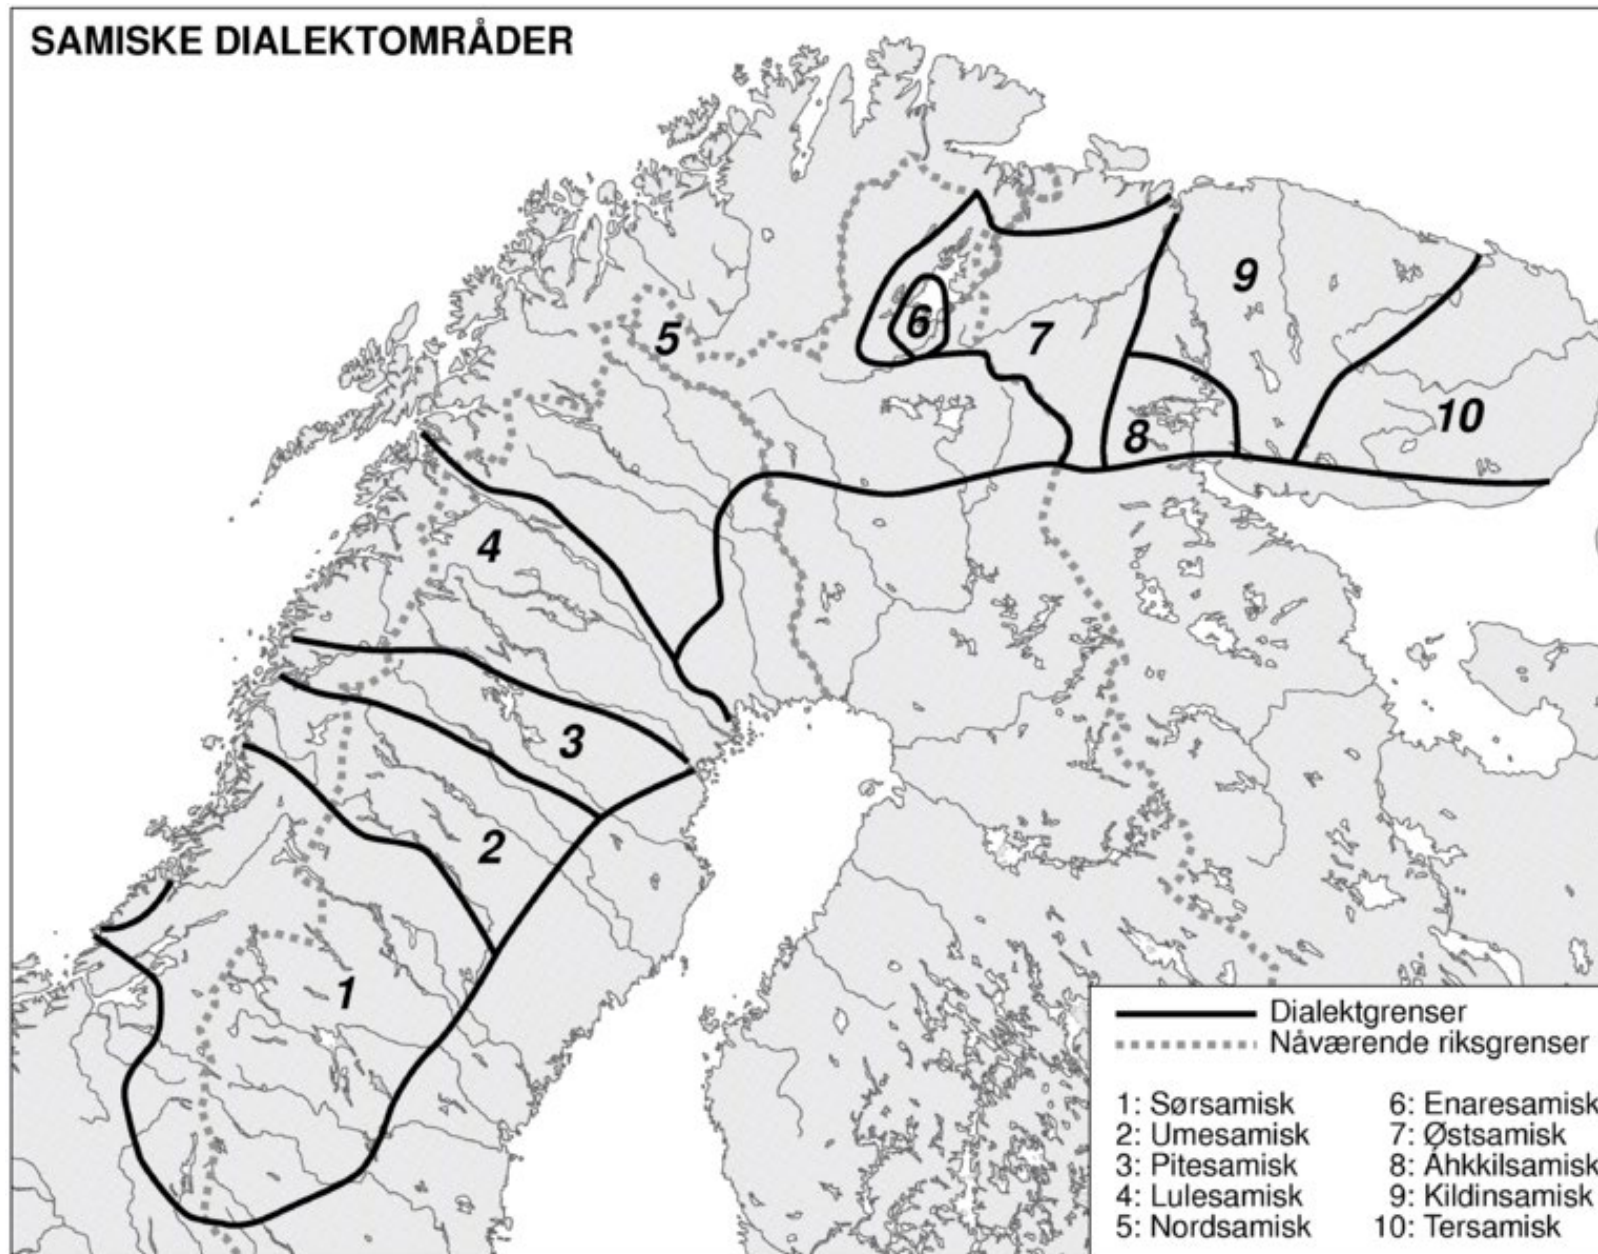 SAMISKE DIALEKTOMRÅDER
9
6
7
5
10
8
4
3
2
1
Dialektgrenser
Nåværende riksgrenser
1: Sørsamisk
2: Umesamisk
3: Pitesamisk
4: Lulesamisk
5: Nordsamisk
6: Enaresamisk
7: Østsamisk
8: Áhkkilsamisk
9: Kildinsamisk
10: Tersamisk